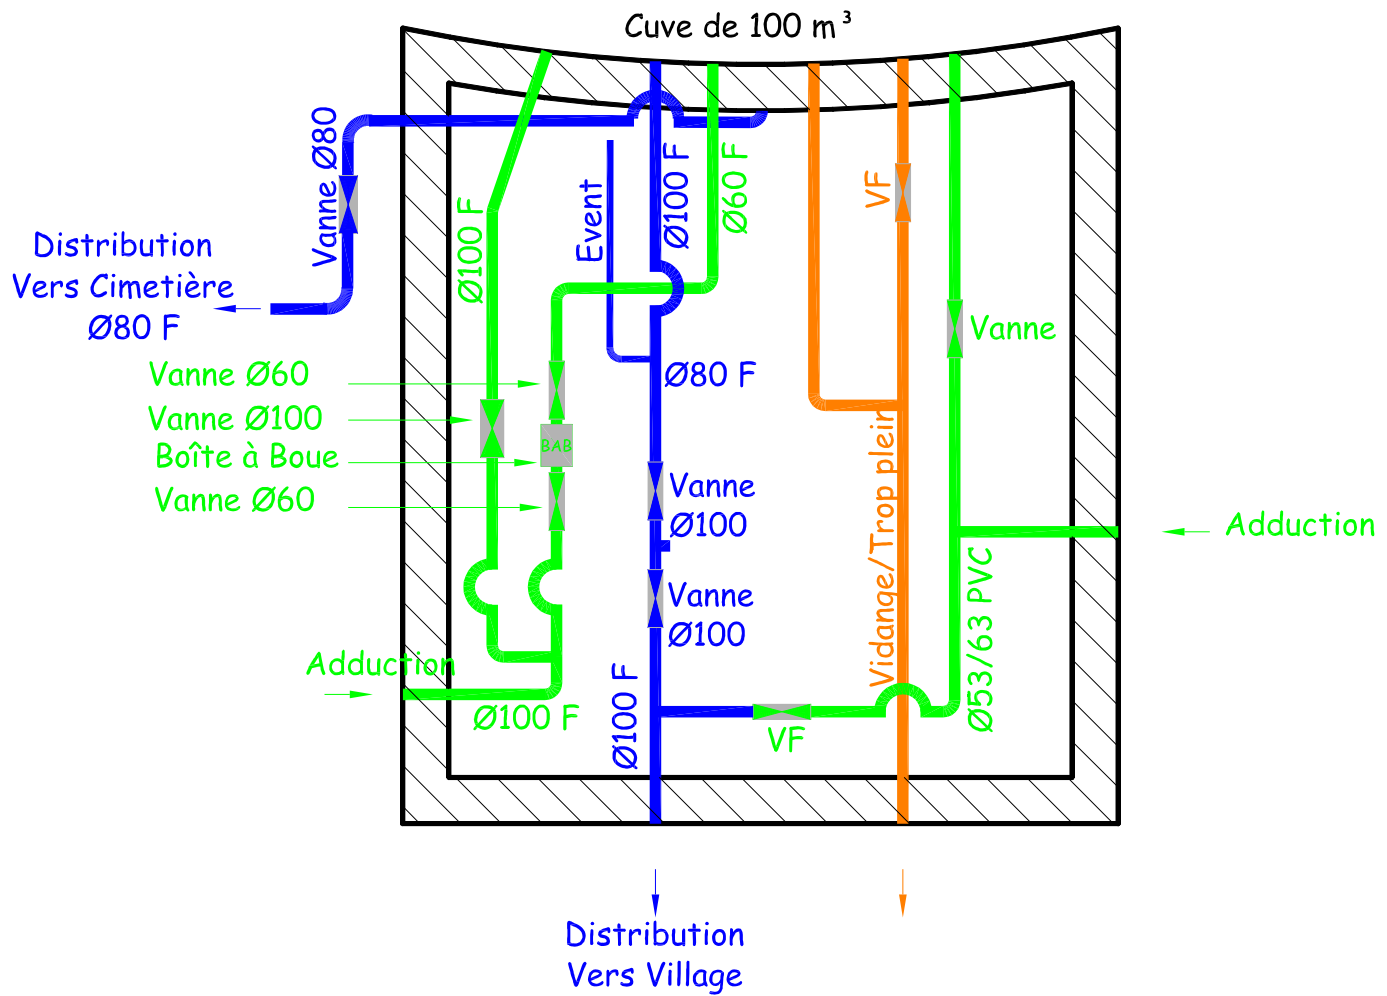 Cuve de 100 m³
Vanne Ø80
Distribution
Vers Cimetière
Ø80 F
Ø100 F
Event
Ø100 F
Ø60 F
VF
Vanne
Vanne Ø60
Vanne Ø100
Boîte à Boue
Vanne Ø60
BAB
Ø80 F
Vanne
Ø100
Vanne
Ø100
Vidange/Trop plein
Adduction
Ø53/63 PVC
Adduction
Ø100 F
Ø100 F
VF
Distribution
Vers Village